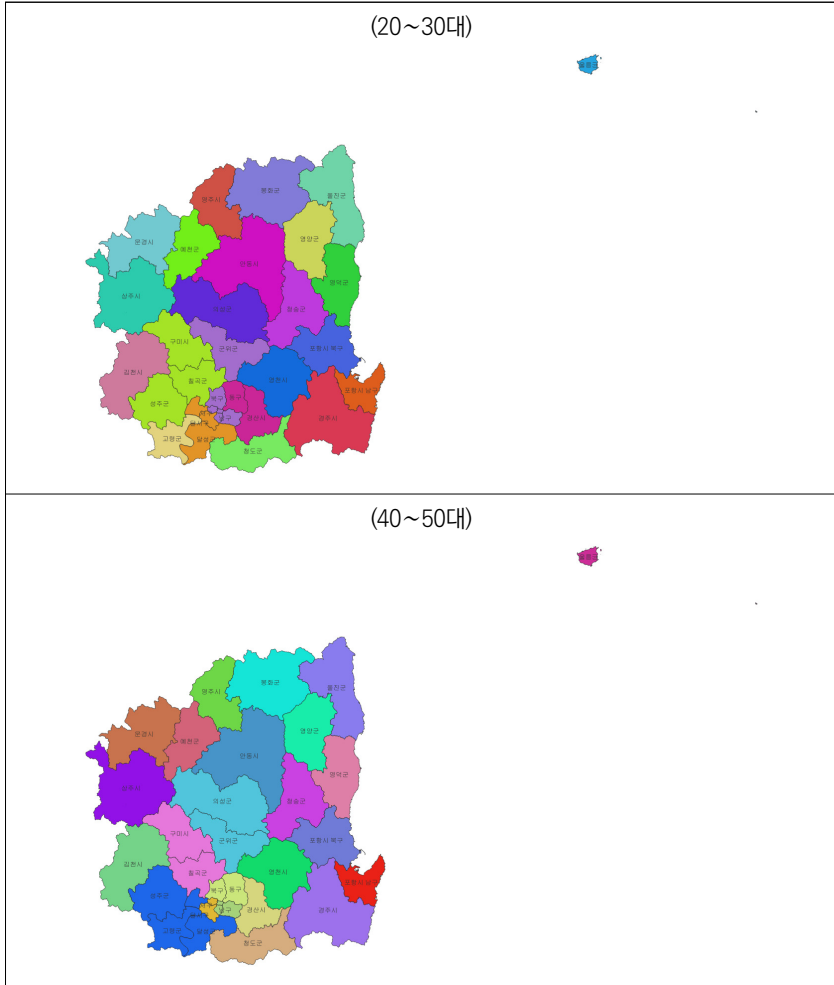 (20~30대)
울릉군
봉화군
영주시
울진군
영양군
문경시
예천군
안동시
영덕군
상주시
의성군
청송군
구미시
군위군
포항시 북구
김천시
칠곡군
영천시
성주군
북구
동구
포항시 남구
경산시
경주시
고령군
달성군
청도군
(40~50대)
봉화군
울진군
영주시
영양군
문경시
예천군
안동시
영덕군
상주시
의성군
청송군
구미시
군위군
포항시 북구
김천시
칠곡군
영천시
북구
동구
포항시 남구
성주군
남구
경산시
경주시
고령군
달성군
청도군